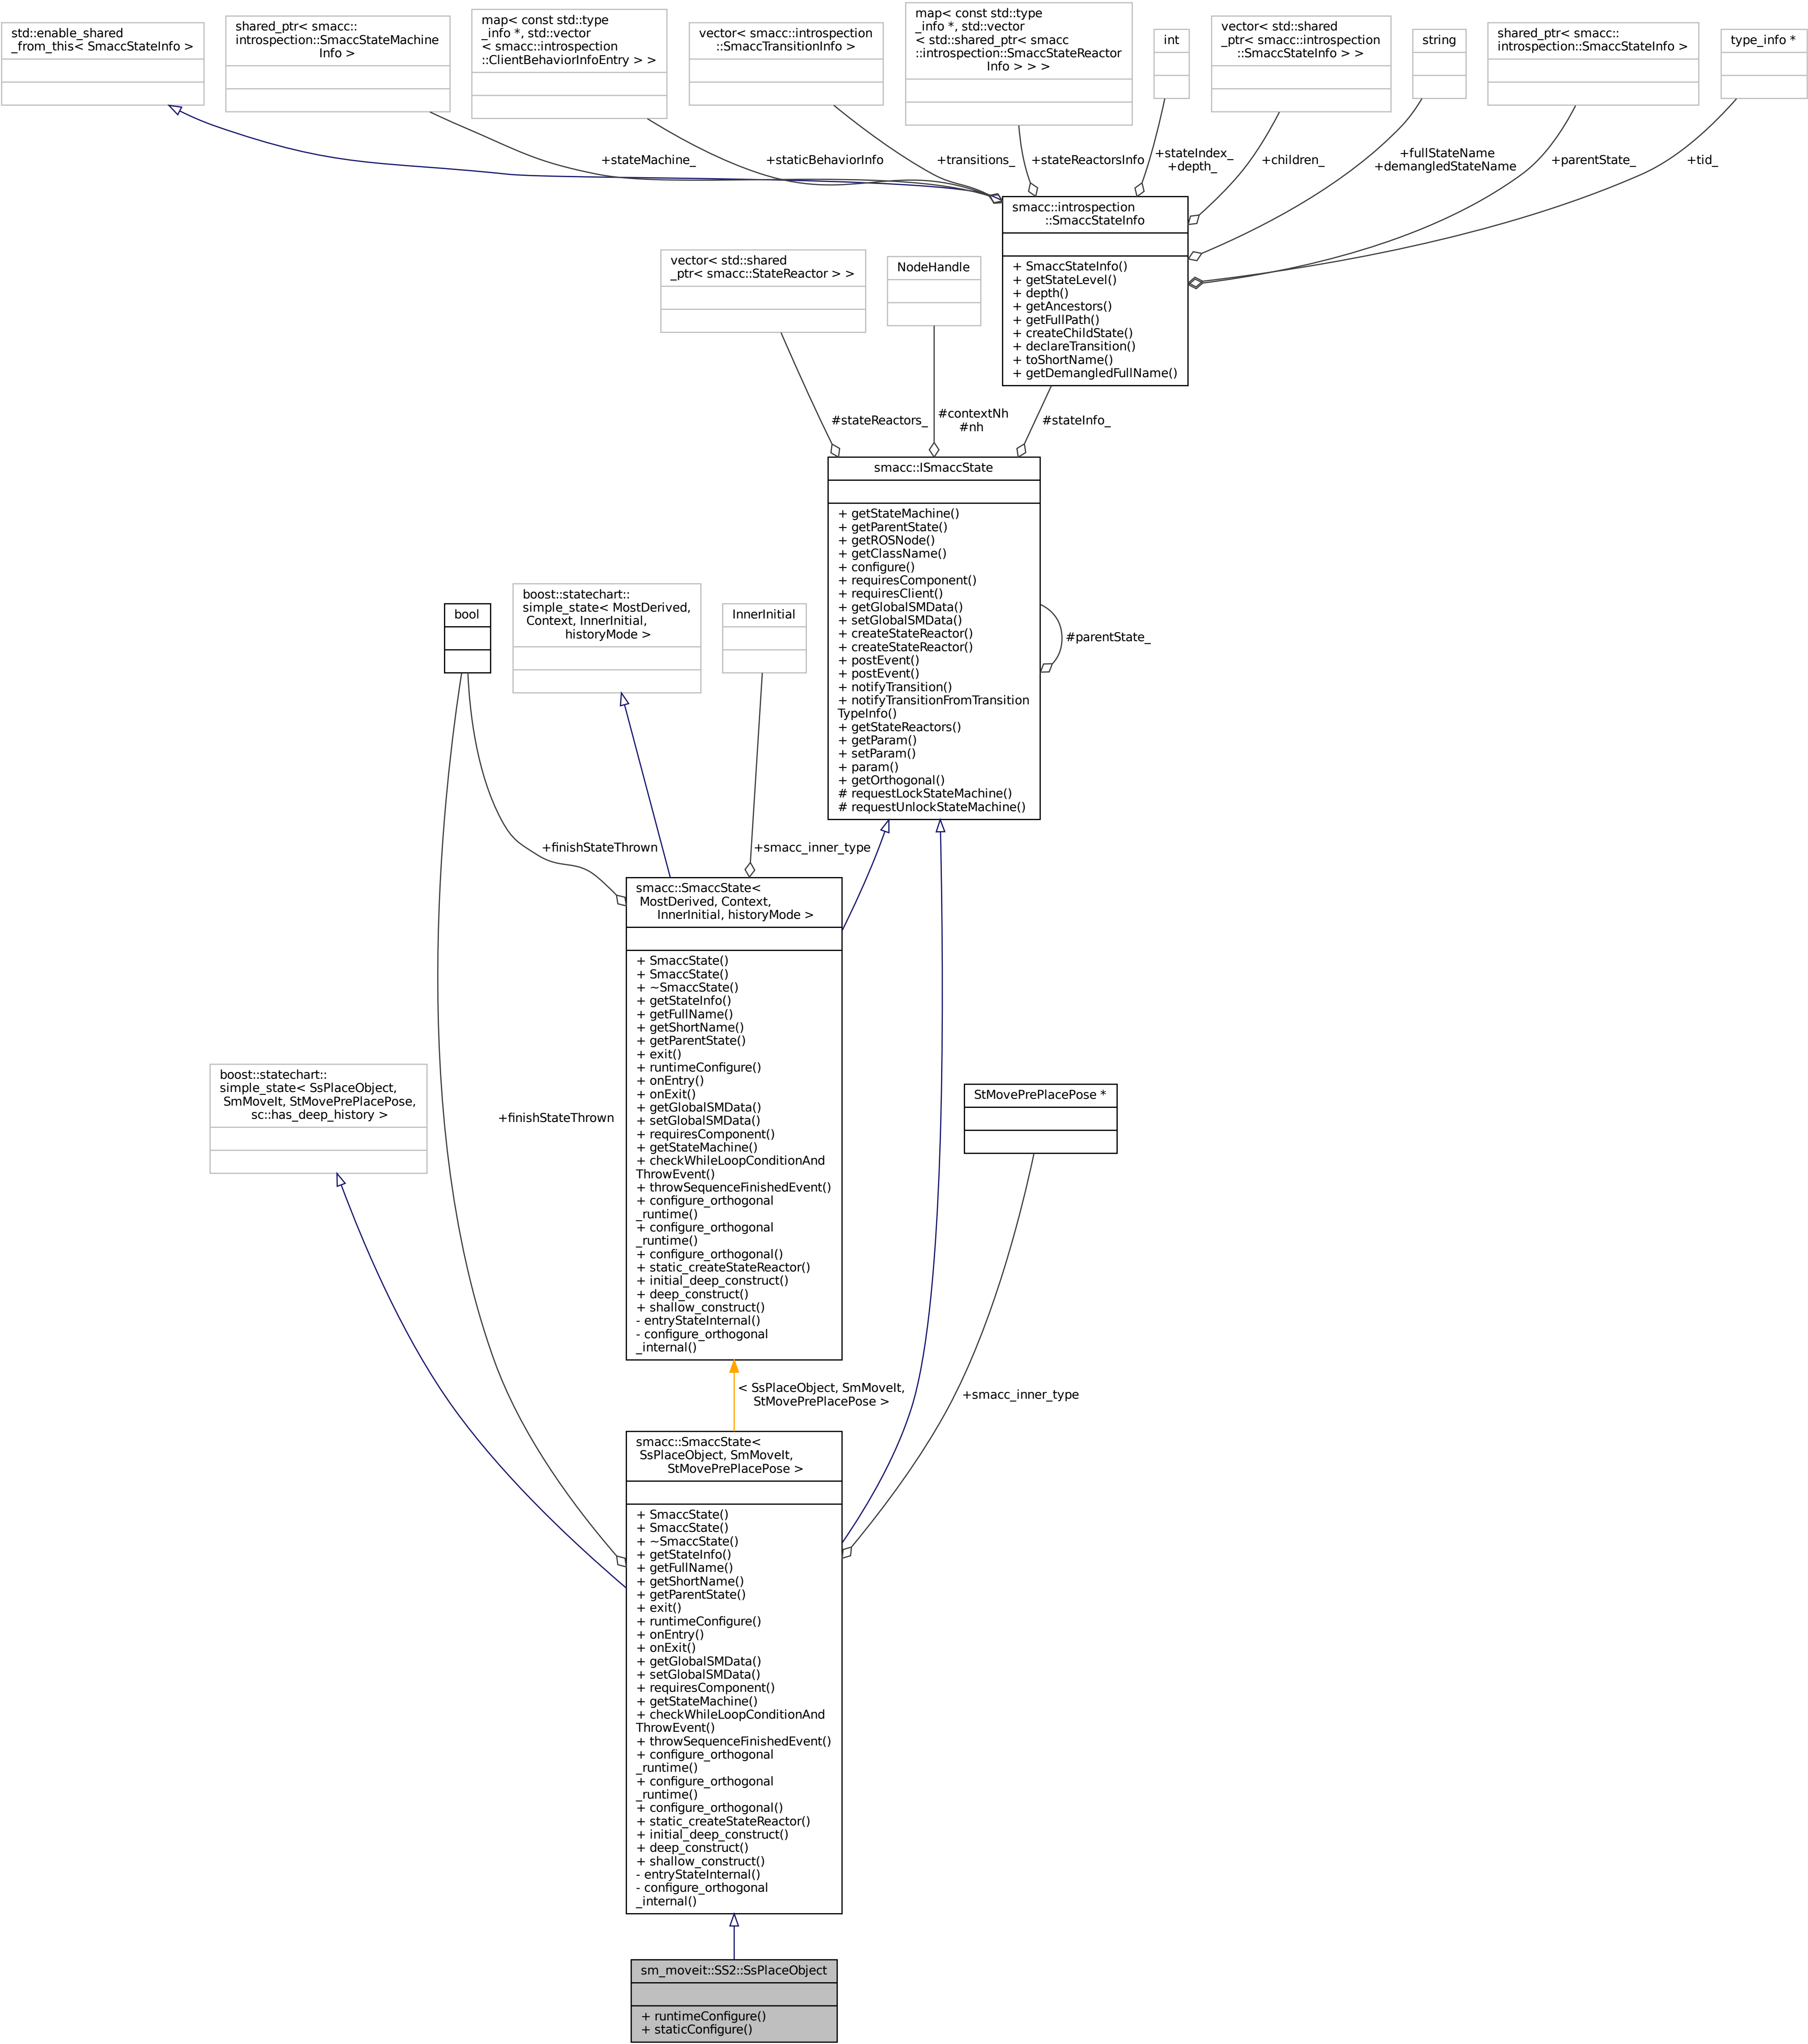 std::enable_shared
_from_this< SmaccStateInfo >
shared_ptr< smacc::
introspection::SmaccStateMachine
Info >
map< const std::type
_info *, std::vector
< smacc::introspection
::ClientBehaviorInfoEntry > >
vector< smacc::introspection
::SmaccTransitionInfo >
map< const std::type
_info *, std::vector
< std::shared_ptr< smacc
::introspection::SmaccStateReactor
Info > > >
int
vector< std::shared
_ptr< smacc::introspection
::SmaccStateInfo > >
string
shared_ptr< smacc::
introspection::SmaccStateInfo >
type_info *
+stateMachine_
+staticBehaviorInfo
+transitions_
+stateReactorsInfo
+stateIndex_
+depth_
+children_
+fullStateName
+demangledStateName
+parentState_
+tid_
smacc::introspection
::SmaccStateInfo
+ SmaccStateInfo()
+ getStateLevel()
+ depth()
+ getAncestors()
+ getFullPath()
+ createChildState()
+ declareTransition()
+ toShortName()
+ getDemangledFullName()
vector< std::shared
_ptr< smacc::StateReactor > >
NodeHandle
#stateReactors_
#contextNh
#nh
#stateInfo_
smacc::ISmaccState
+ getStateMachine()
+ getParentState()
+ getROSNode()
+ getClassName()
+ configure()
+ requiresComponent()
+ requiresClient()
+ getGlobalSMData()
+ setGlobalSMData()
+ createStateReactor()
+ createStateReactor()
+ postEvent()
+ postEvent()
+ notifyTransition()
+ notifyTransitionFromTransition
TypeInfo()
+ getStateReactors()
+ getParam()
+ setParam()
+ param()
+ getOrthogonal()
# requestLockStateMachine()
# requestUnlockStateMachine()
#parentState_
bool
boost::statechart::
simple_state< MostDerived,
Context, InnerInitial,
historyMode >
InnerInitial
+finishStateThrown
+smacc_inner_type
smacc::SmaccState<
MostDerived, Context,
InnerInitial, historyMode >
+ SmaccState()
+ SmaccState()
+ ~SmaccState()
+ getStateInfo()
+ getFullName()
+ getShortName()
+ getParentState()
+ exit()
+ runtimeConfigure()
+ onEntry()
+ onExit()
+ getGlobalSMData()
+ setGlobalSMData()
+ requiresComponent()
+ getStateMachine()
+ checkWhileLoopConditionAnd
ThrowEvent()
+ throwSequenceFinishedEvent()
+ configure_orthogonal
_runtime()
+ configure_orthogonal
_runtime()
+ configure_orthogonal()
+ static_createStateReactor()
+ initial_deep_construct()
+ deep_construct()
+ shallow_construct()
- entryStateInternal()
- configure_orthogonal
_internal()
boost::statechart::
simple_state< SsPlaceObject,
SmMoveIt, StMovePrePlacePose,
sc::has_deep_history >
+finishStateThrown
StMovePrePlacePose *
< SsPlaceObject, SmMoveIt,
StMovePrePlacePose >
+smacc_inner_type
smacc::SmaccState<
SsPlaceObject, SmMoveIt,
StMovePrePlacePose >
+ SmaccState()
+ SmaccState()
+ ~SmaccState()
+ getStateInfo()
+ getFullName()
+ getShortName()
+ getParentState()
+ exit()
+ runtimeConfigure()
+ onEntry()
+ onExit()
+ getGlobalSMData()
+ setGlobalSMData()
+ requiresComponent()
+ getStateMachine()
+ checkWhileLoopConditionAnd
ThrowEvent()
+ throwSequenceFinishedEvent()
+ configure_orthogonal
_runtime()
+ configure_orthogonal
_runtime()
+ configure_orthogonal()
+ static_createStateReactor()
+ initial_deep_construct()
+ deep_construct()
+ shallow_construct()
- entryStateInternal()
- configure_orthogonal
_internal()
sm_moveit::SS2::SsPlaceObject
+ runtimeConfigure()
+ staticConfigure()